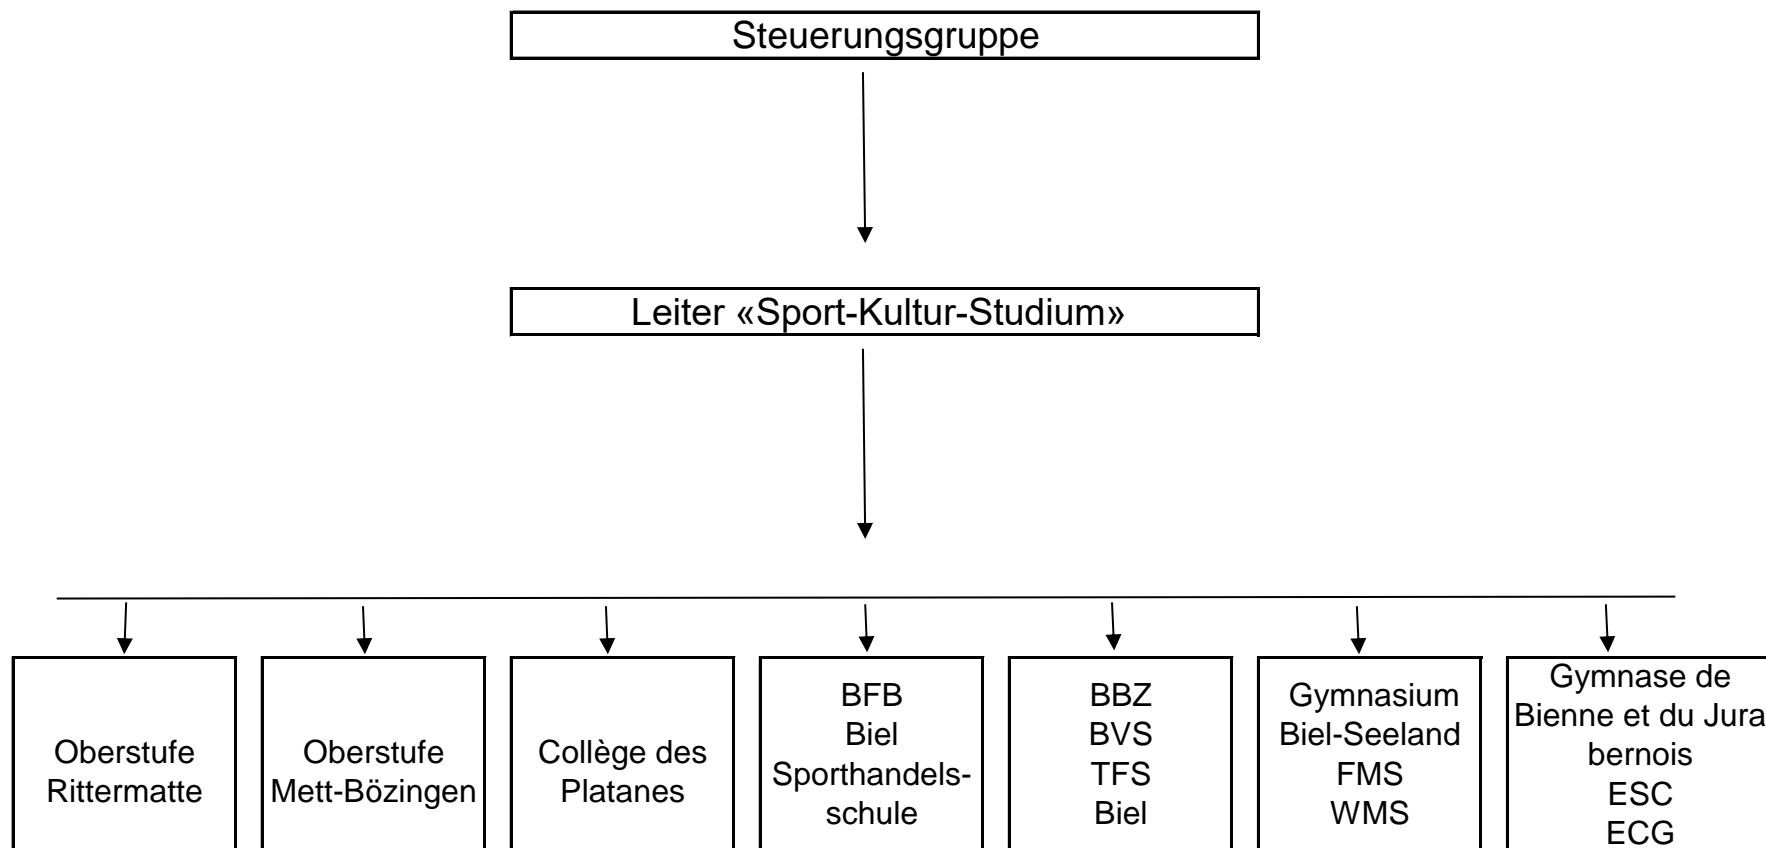 Steuerungsgruppe
Leiter «Sport-Kultur-Studium»
Oberstufe
Rittermatte
Oberstufe
Mett-Bözingen
Collège des
Platanes
BFB
Biel
Sporthandels-
schule
BBZ
BVS
TFS
Biel
Gymnasium
Biel-Seeland
FMS
WMS
Gymnase de
Bienne et du Jura
bernois
ESC
ECG